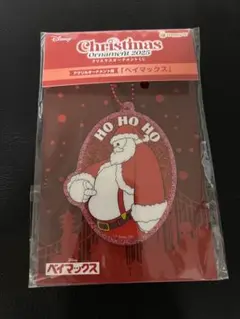 Disney
Christmas
Ornament 2025
クリスマスオーナメントくじ
アクリルオーナメント賞 「ベイマックス」
HO HO HO
Disney
ベイマックス